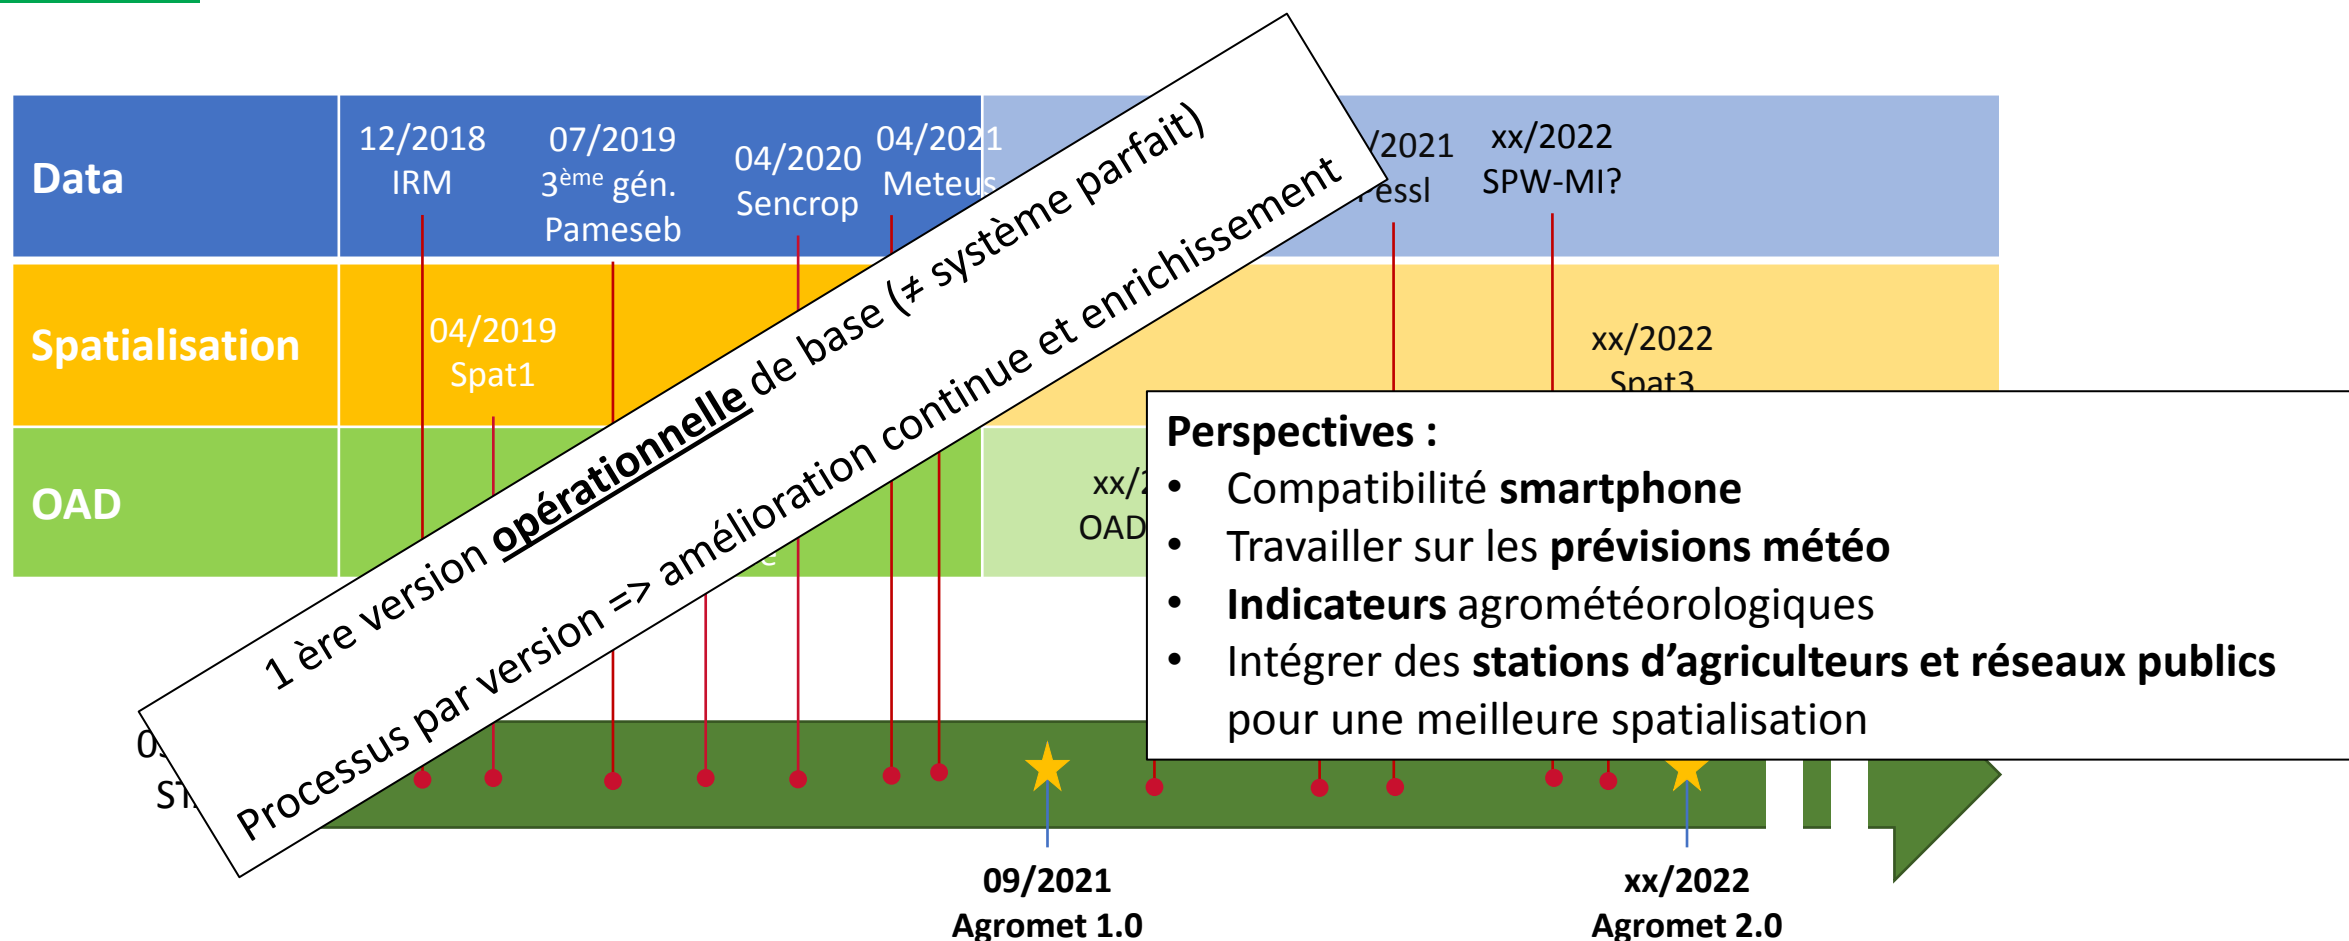 Data
12/2018
IRM
07/2019
3ème gén.
Pameseb
04/2020
Sencrop
04/2021
Meteus
/2021
xx/2022
SPW-MI?
Spatialisation
04/2019
Spat1
xx/2022
Spat3
OAD
OAD
1 ère version opérationnelle de base (≠ système parfait)
Processus par version => amélioration continue et enrichissement
Perspectives :
• Compatibilité smartphone
• Travailler sur les prévisions météo
• Indicateurs agrométéorologiques
• Intégrer des stations d’agriculteurs et réseaux publics
pour une meilleure spatialisation
09/2021
Agromet 1.0
xx/2022
Agromet 2.0